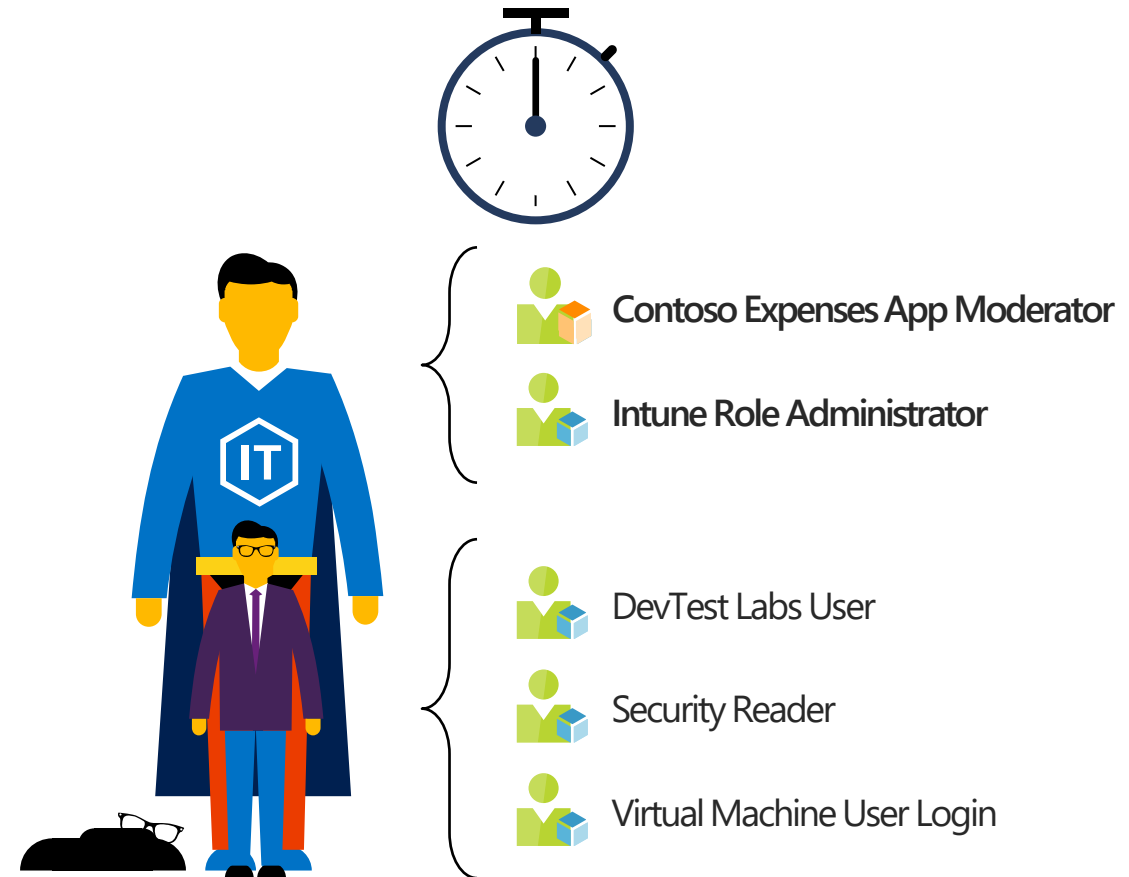 Contoso Expenses App Moderator
Intune Role Administrator
IT
DevTest Labs User
Security Reader
Virtual Machine User Login